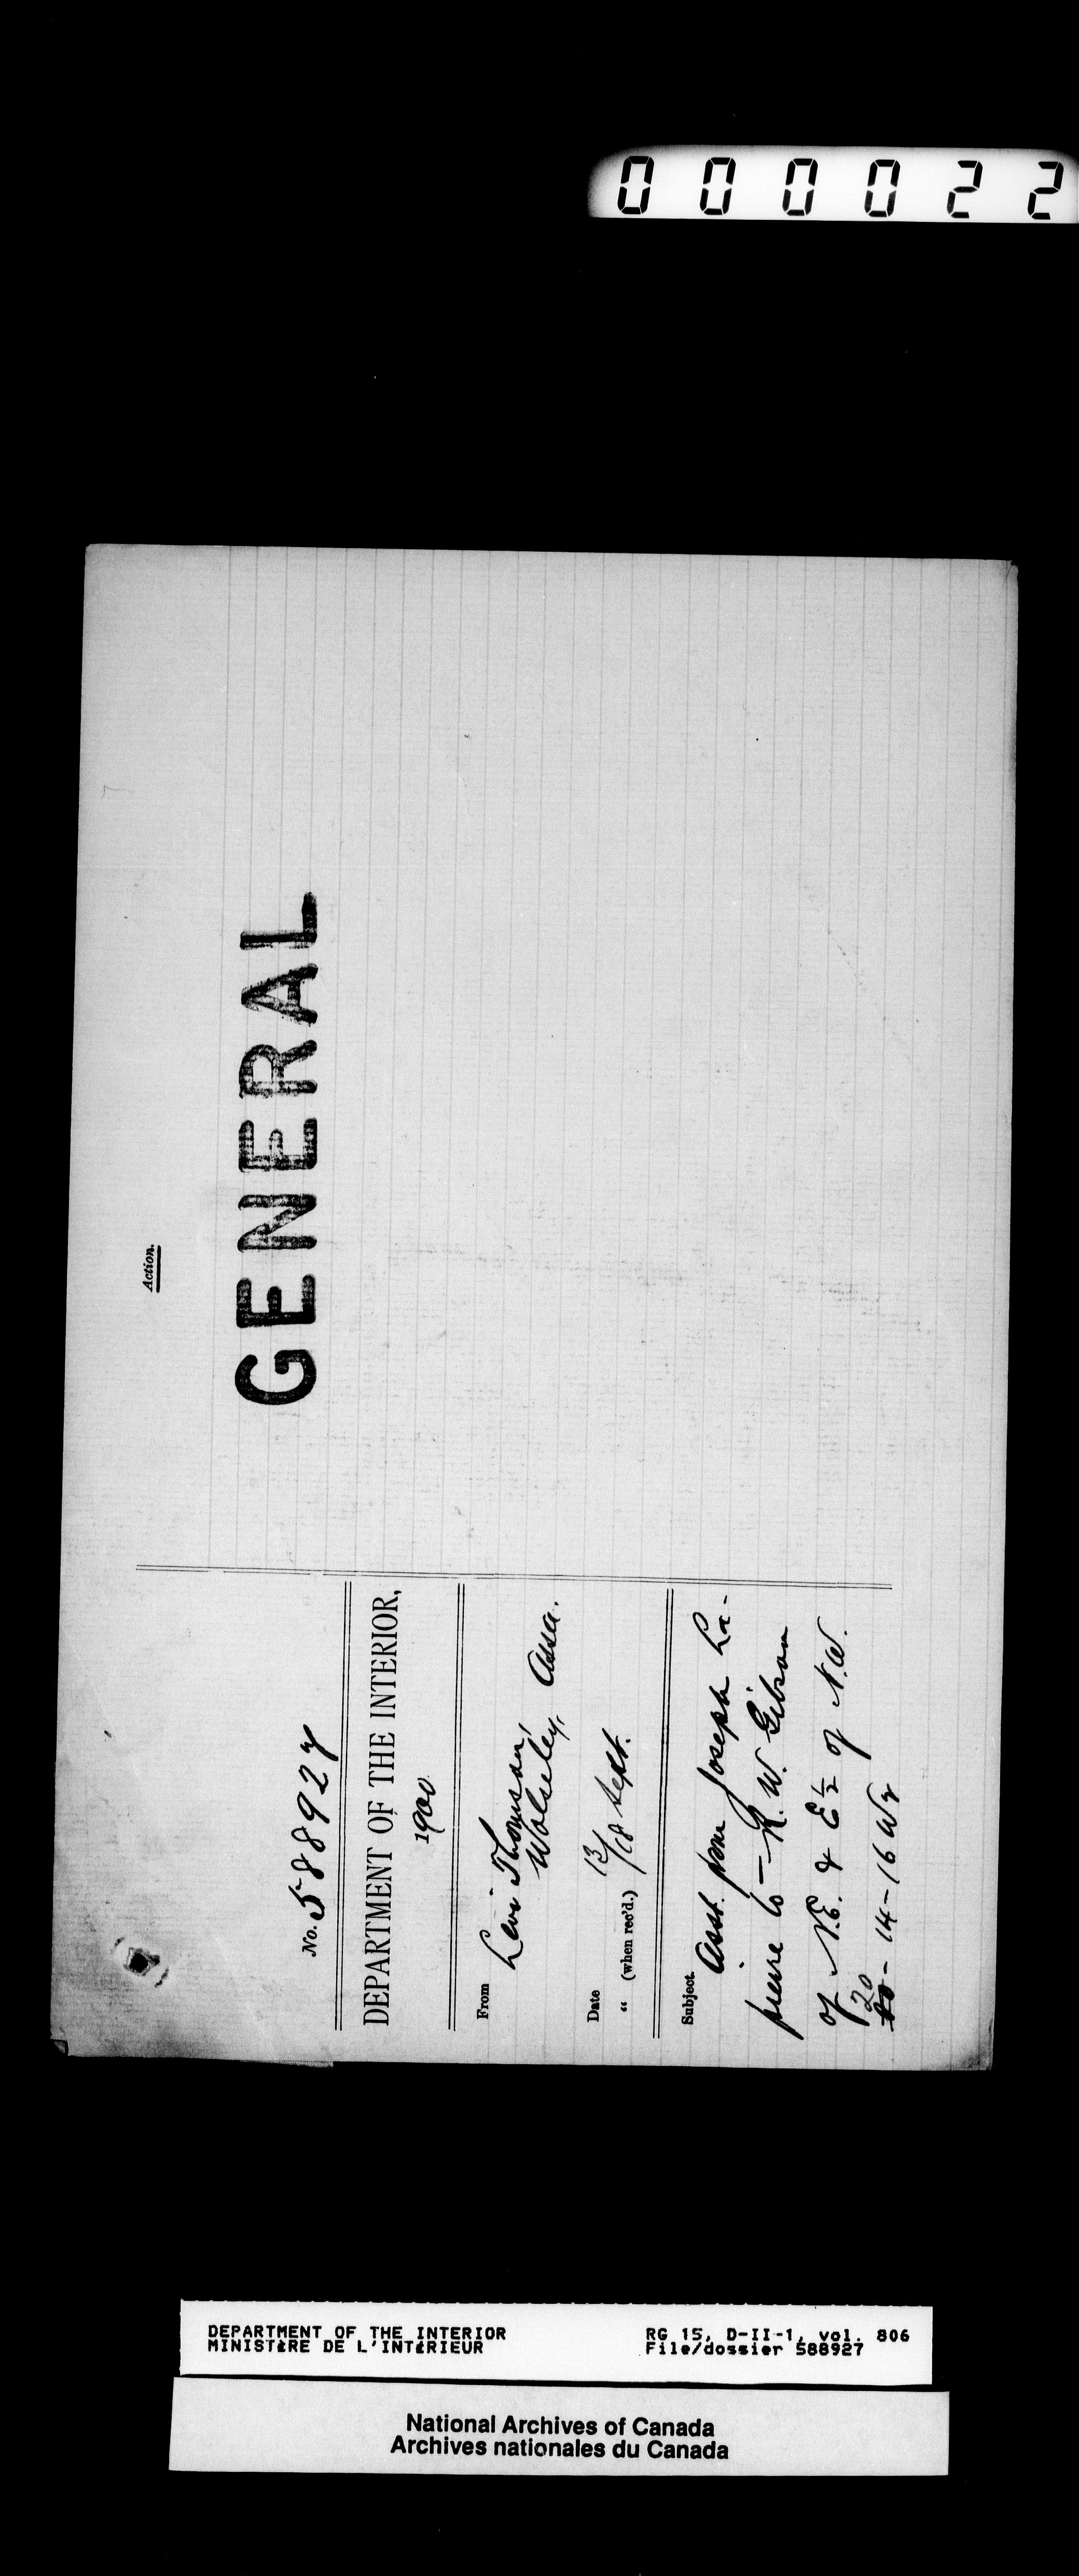 000022
Action.
GENERAL
No. 588927
DEPARTMENT OF THE INTERIOR,
1900
From Levi Thomson,
Wolseley, Assa.
Date 13/
" (when rec'd.) 18 Sept.
Subject.
Asst. from Joseph La-
pierre to — R. W. Gibson
of N.E. & E ½ of N.W.
20
- 14 - 16 W2
DEPARTMENT OF THE INTERIOR
MINISTÈRE DE L'INTÉRIEUR
RG 15, D-II-1, vol. 806
File/dossier 588927
National Archives of Canada
Archives nationales du Canada